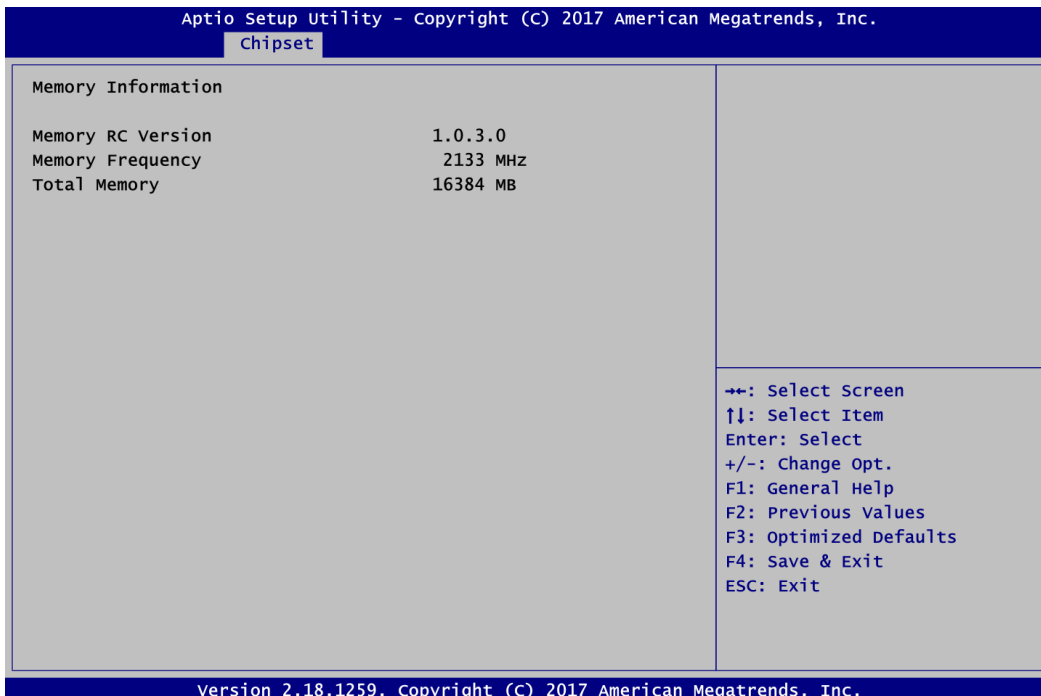 Aptio Setup Utility - Copyright (C) 2017 American Megatrends, Inc.
Chipset
Memory Information
Memory RC Version 1.0.3.0
Memory Frequency 2133 MHz
Total Memory 16384 MB
→←: Select Screen
↑↓: Select Item
Enter: Select
+/-: Change Opt.
F1: General Help
F2: Previous Values
F3: Optimized Defaults
F4: Save & Exit
ESC: Exit
Version 2.18.1259. Copyright (C) 2017 American Megatrends, Inc.